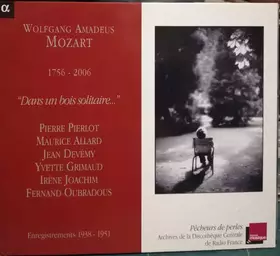 α
WOLFGANG AMADEUS
MOZART
1756 - 2006
"Dans un bois solitaire..."
PIERRE PIERLOT
MAURICE ALLARD
JEAN DEVÉMY
YVETTE GRIMAUD
IRÈNE JOACHIM
FERNAND OUBRADOUS
Enregistrements 1938 - 1951
Pêcheurs de perles
Archives de la Discothèque Centrale
de Radio France